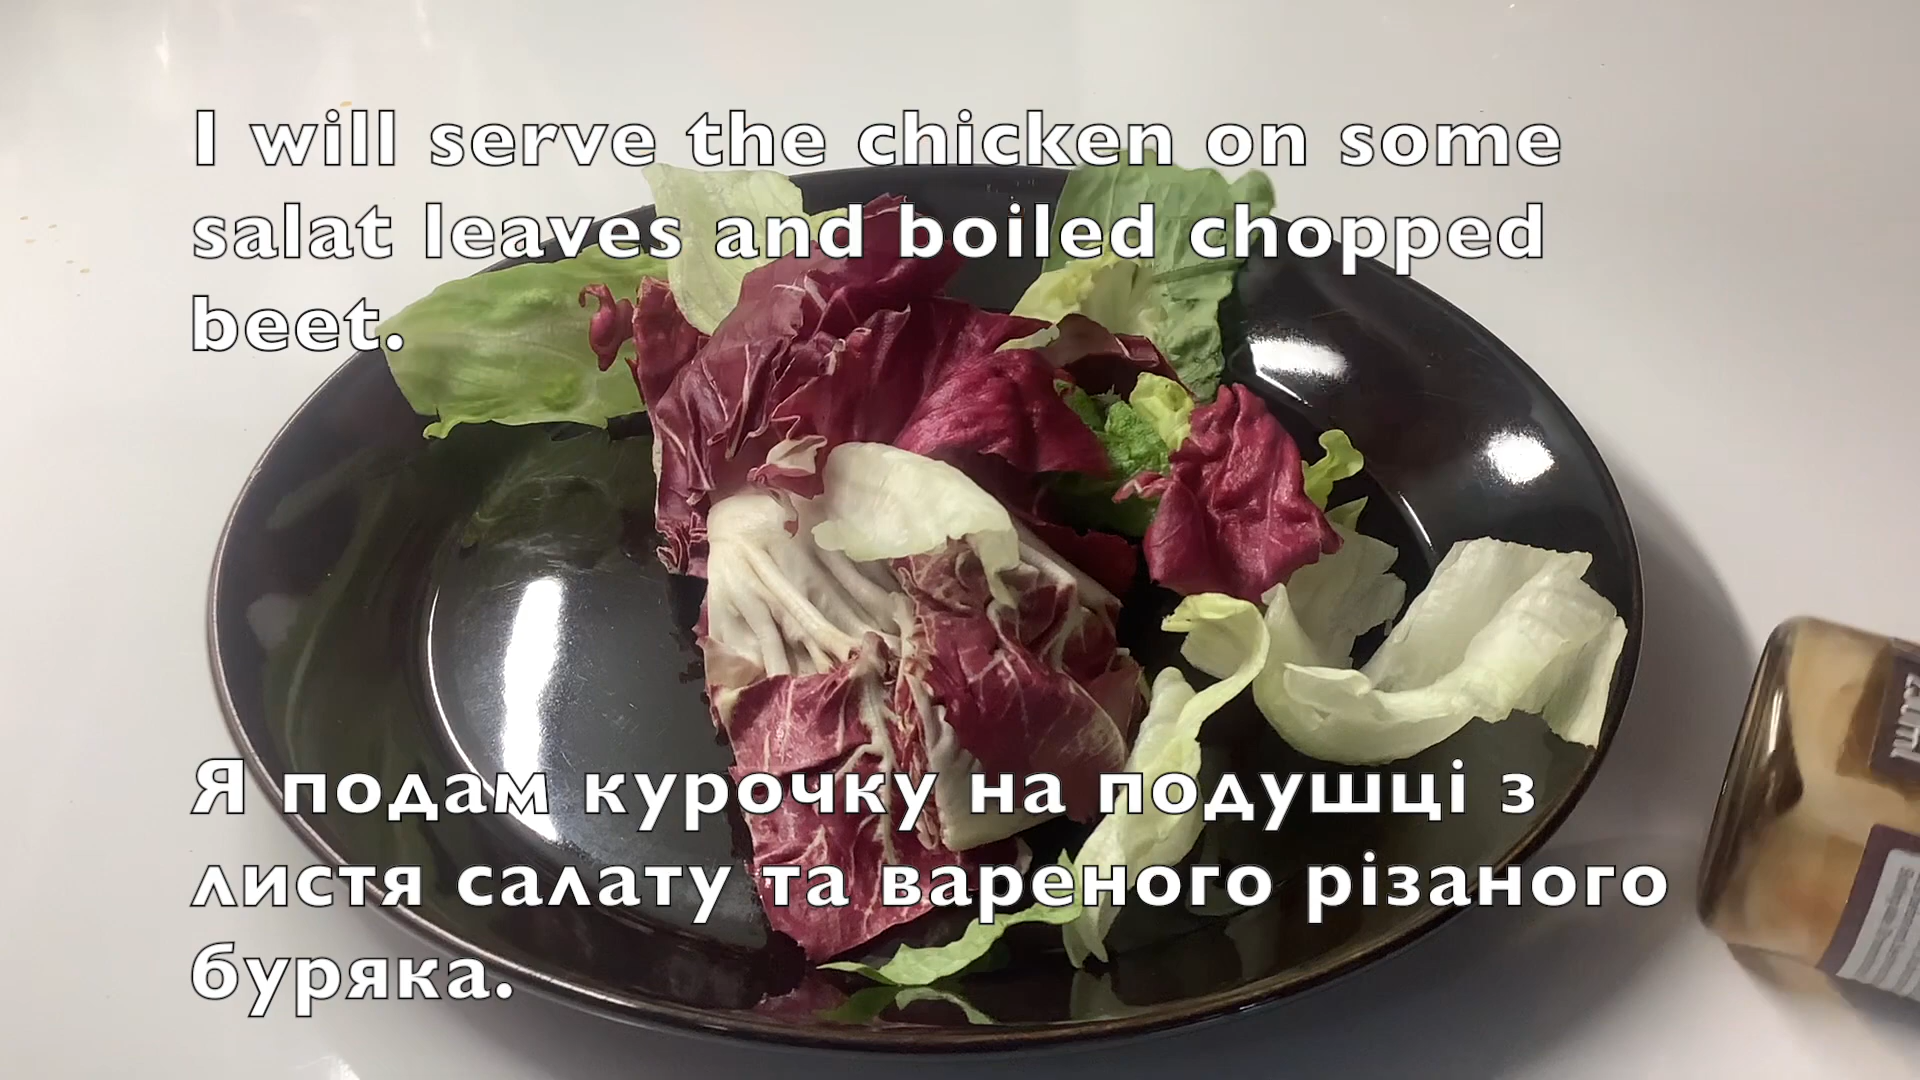 I will serve the chicken on some
salat leaves and boiled chopped
beet.
Я подам курочку на подушці з
листя салату та вареного різаного
буряка.